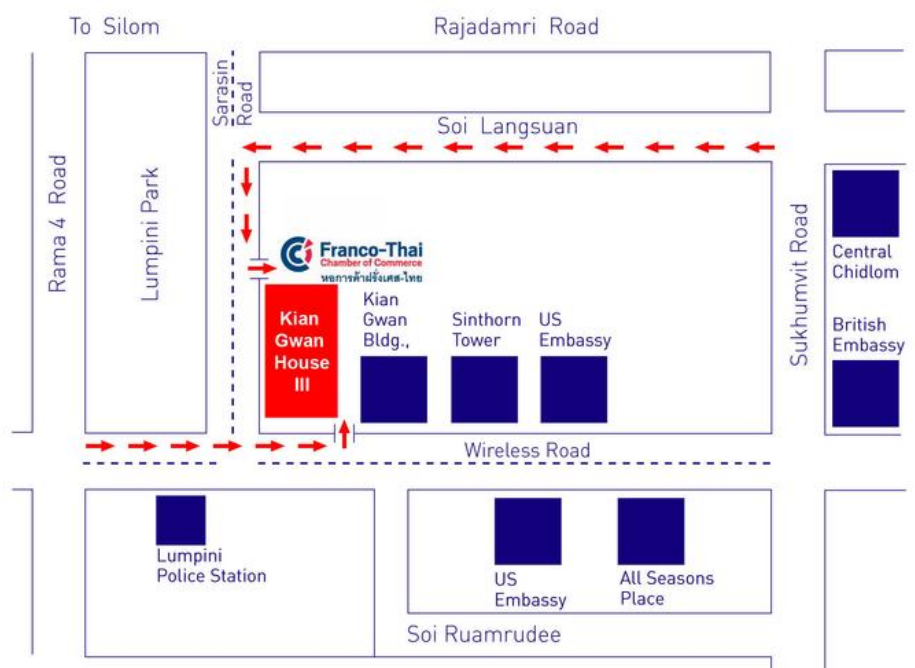 To Silom
Rajadamri Road
Sarasin
Road
Soi Langsuan
Rama 4 Road
Lumpini Park
Franco-Thai
Chamber of Commerce
หอการค้าฝรั่งเศส-ไทย
Kian
Gwan
House
III
Kian
Gwan
Bldg.,
Sinthorn
Tower
US
Embassy
Sukhumvit Road
Central
Chidlom
British
Embassy
Wireless Road
Lumpini
Police Station
US
Embassy
All Seasons
Place
Soi Ruamrudee